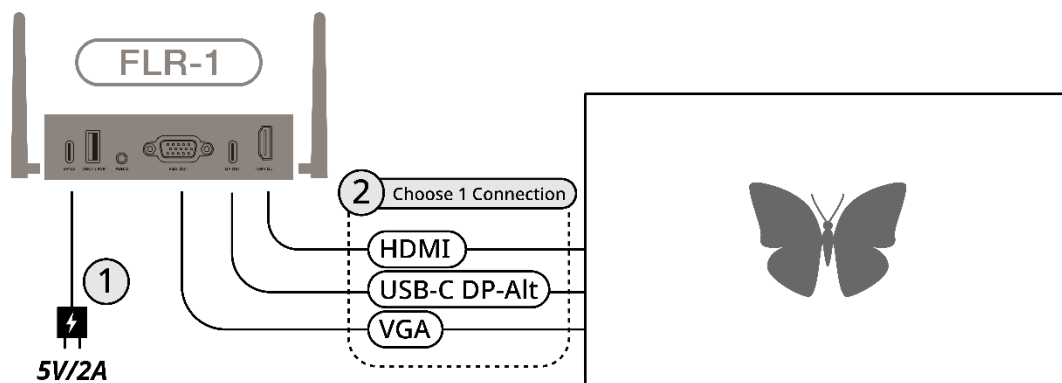 FLR-1
2 Choose 1 Connection
HDMI
USB-C DP-Alt
VGA
1
5V/2A